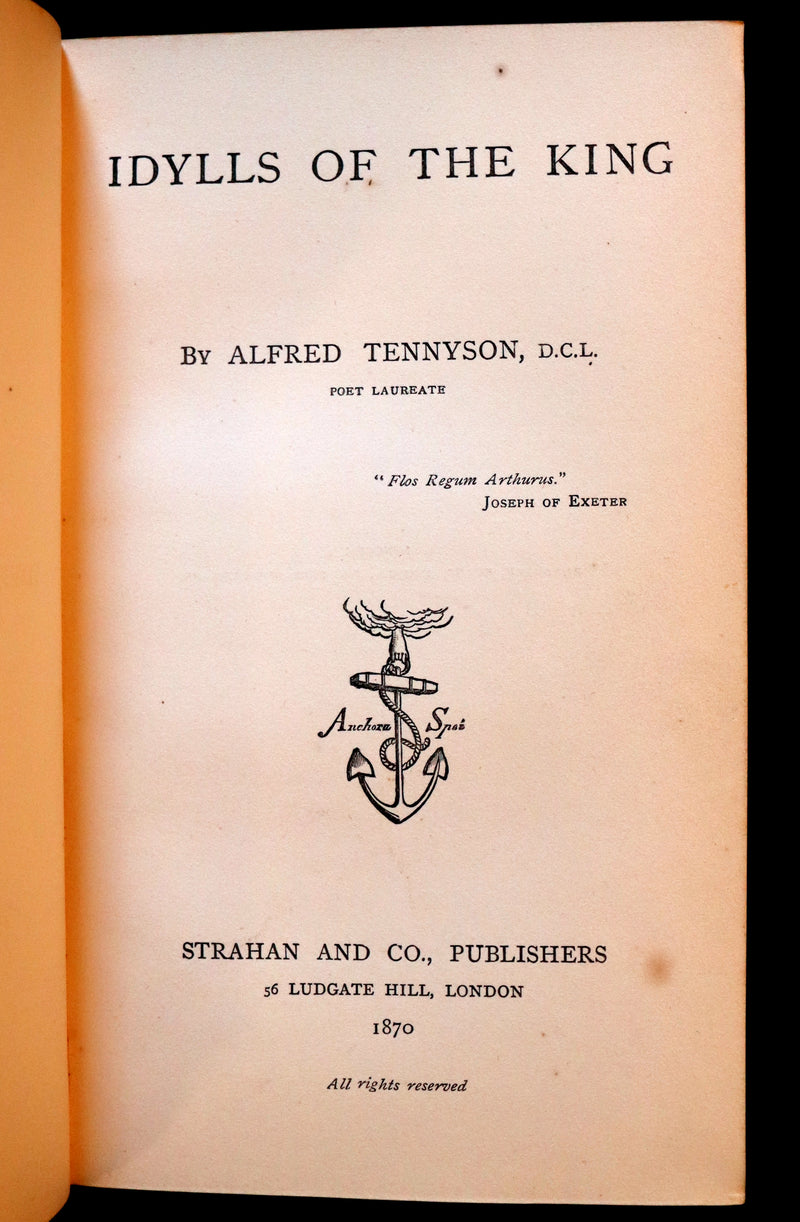 IDYLLS OF THE KING
BY ALFRED TENNYSON, D.C.L.
POET LAUREATE
"Flos Regum Arthurus."
JOSEPH OF EXETER
Anchora Spei
STRAHAN AND CO., PUBLISHERS
56 LUDGATE HILL, LONDON
1870
All rights reserved